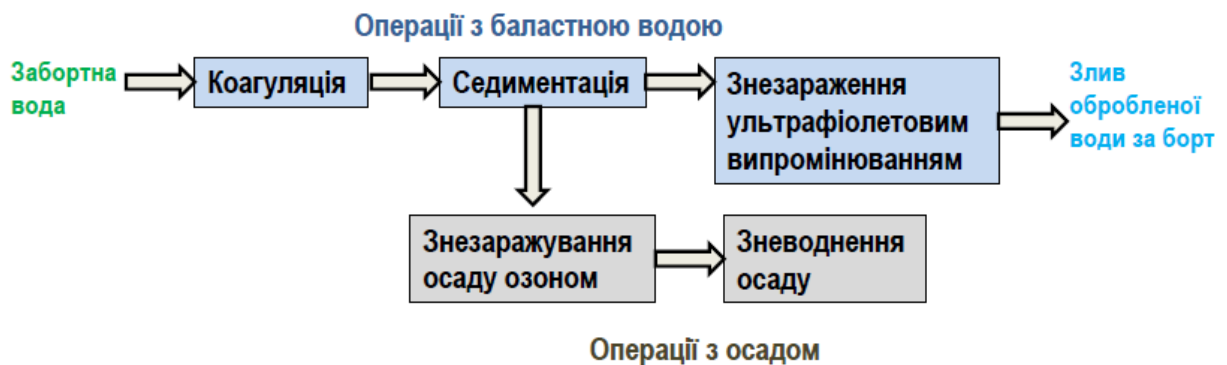 Операції з баластною водою
Забортна
вода
Коагуляція
Седиментація
Знезараження
ультрафіолетовим
випромінюванням
Злив
обробленої
води за борт
Знезаражування
осаду озоном
Зневоднення
осаду
Операції з осадом